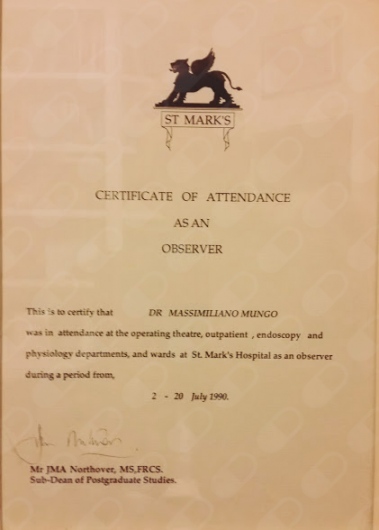 ST MARK'S
CERTIFICATE OF ATTENDANCE
AS AN
OBSERVER
This is to certify that DR MASSIMILIANO MUNGO
was in attendance at the operating theatre, outpatient , endoscopy and
physiology departments, and wards at St. Mark's Hospital as an observer
during a period from,
2 - 20 July 1990.
Mr JMA Northover, MS,FRCS.
Sub-Dean of Postgraduate Studies.